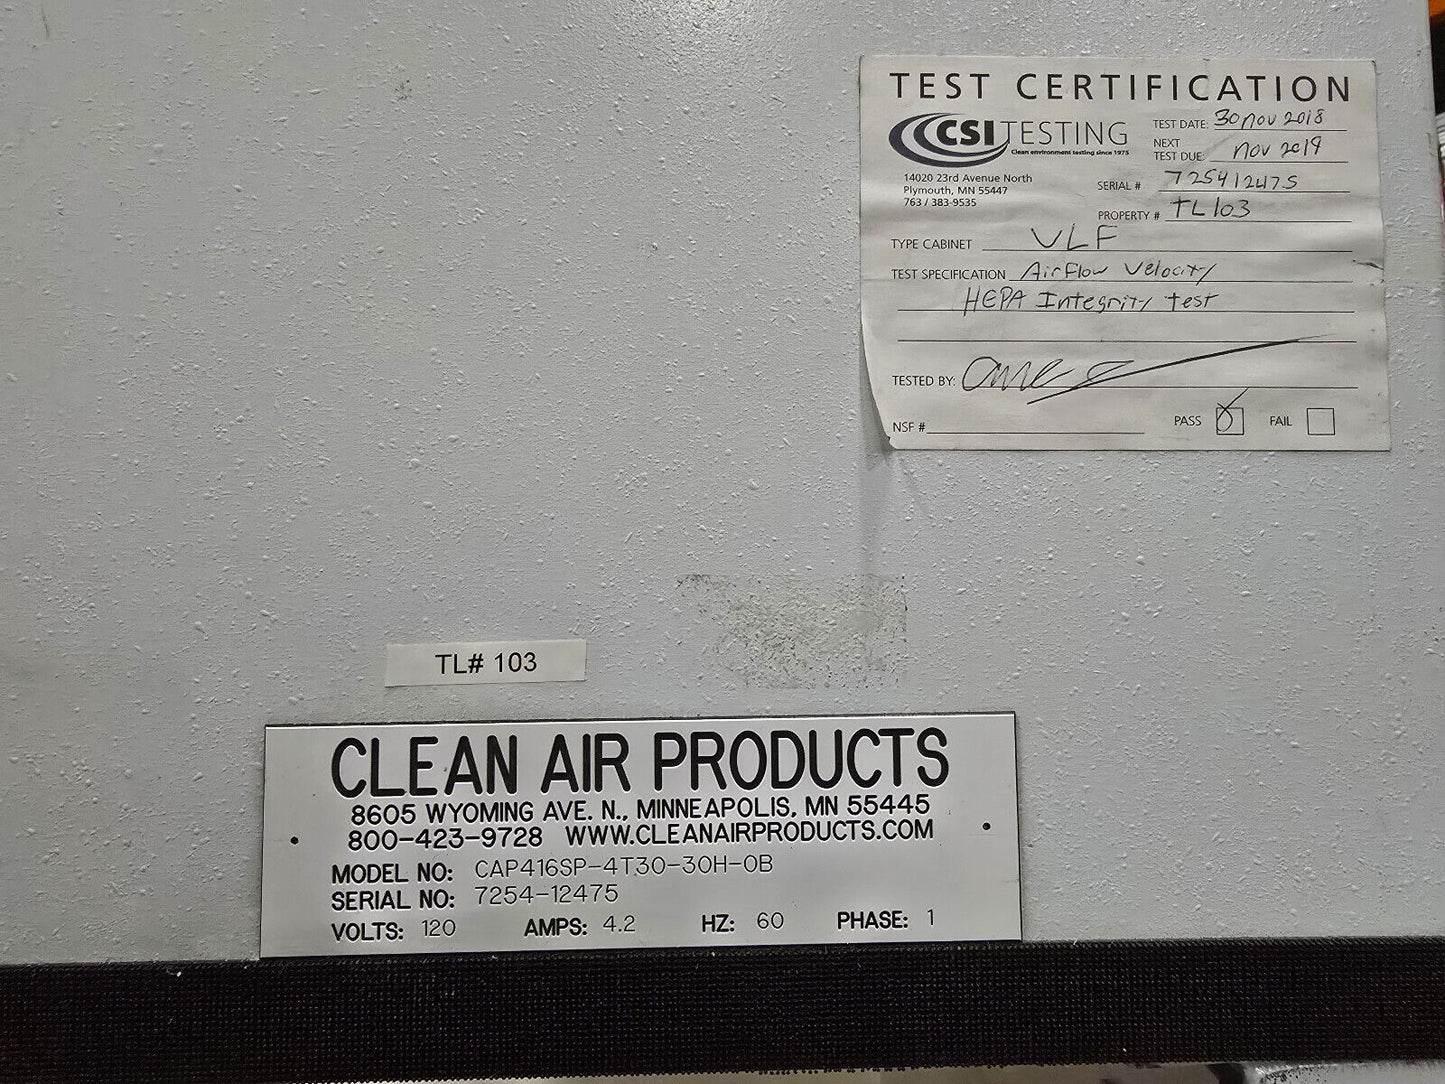 TEST CERTIFICATION
CSI TESTING
Clean environment testing since 1975
14020 23rd Avenue North
Plymouth, MN 55447
763 / 383-9535
TEST DATE: 30 nov 2018
NEXT
TEST DUE: nov 2019
SERIAL # 725412475
PROPERTY # TL103
TYPE CABINET VLF
TEST SPECIFICATION Airflow Velocity
HEPA Integrity test
TESTED BY:
NSF #
PASS FAIL
TL# 103
CLEAN AIR PRODUCTS
8605 WYOMING AVE. N., MINNEAPOLIS, MN 55445
800-423-9728 WWW.CLEANAIRPRODUCTS.COM
MODEL NO: CAP416SP-4T30-30H-0B
SERIAL NO: 7254-12475
VOLTS: 120 AMPS: 4.2 HZ: 60 PHASE: 1